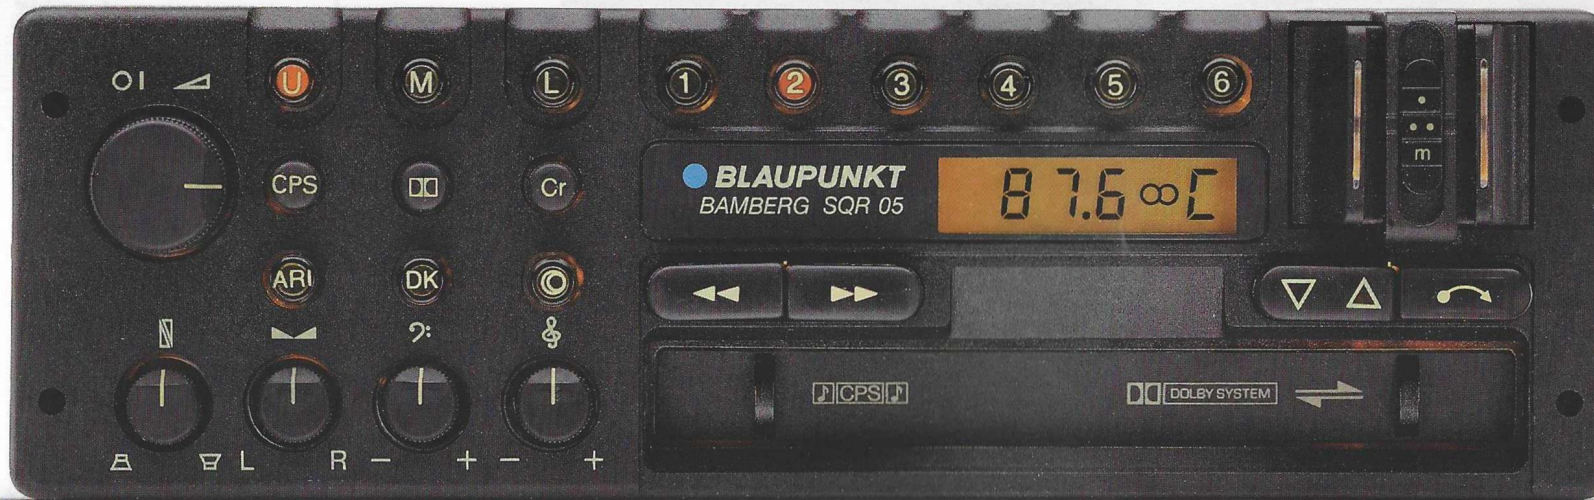 U M L 1 2 3 4 5 6
CPS Cr
BLAUPUNKT
BAMBERG SQR 05
87.6 ∞ C
m
ARI DK
CPS
DOLBY SYSTEM
L R − + − +